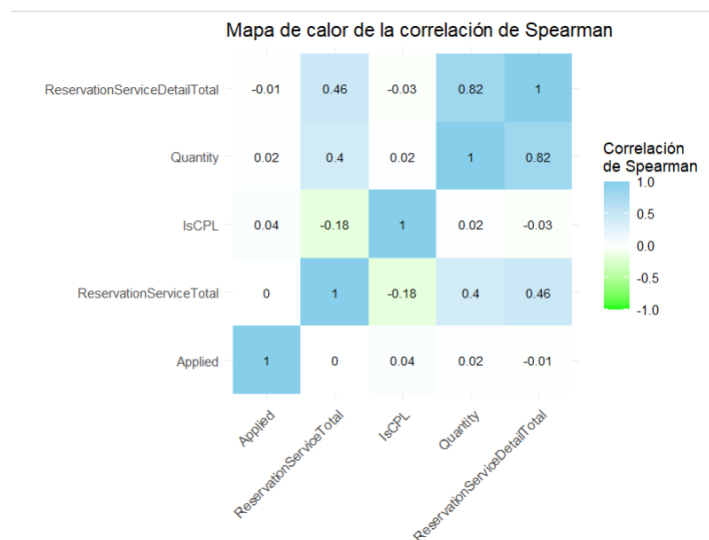 Mapa de calor de la correlación de Spearman
ReservationServiceDetailTotal -0.01 0.46 -0.03 0.82 1
Quantity 0.02 0.4 0.02 1 0.82
IsCPL 0.04 -0.18 1 0.02 -0.03
ReservationServiceTotal 0 1 -0.18 0.4 0.46
Applied 1 0 0.04 0.02 -0.01
Applied
ReservationServiceTotal
IsCPL
Quantity
ReservationServiceDetailTotal
Correlación
de Spearman
1.0
0.5
0.0
-0.5
-1.0